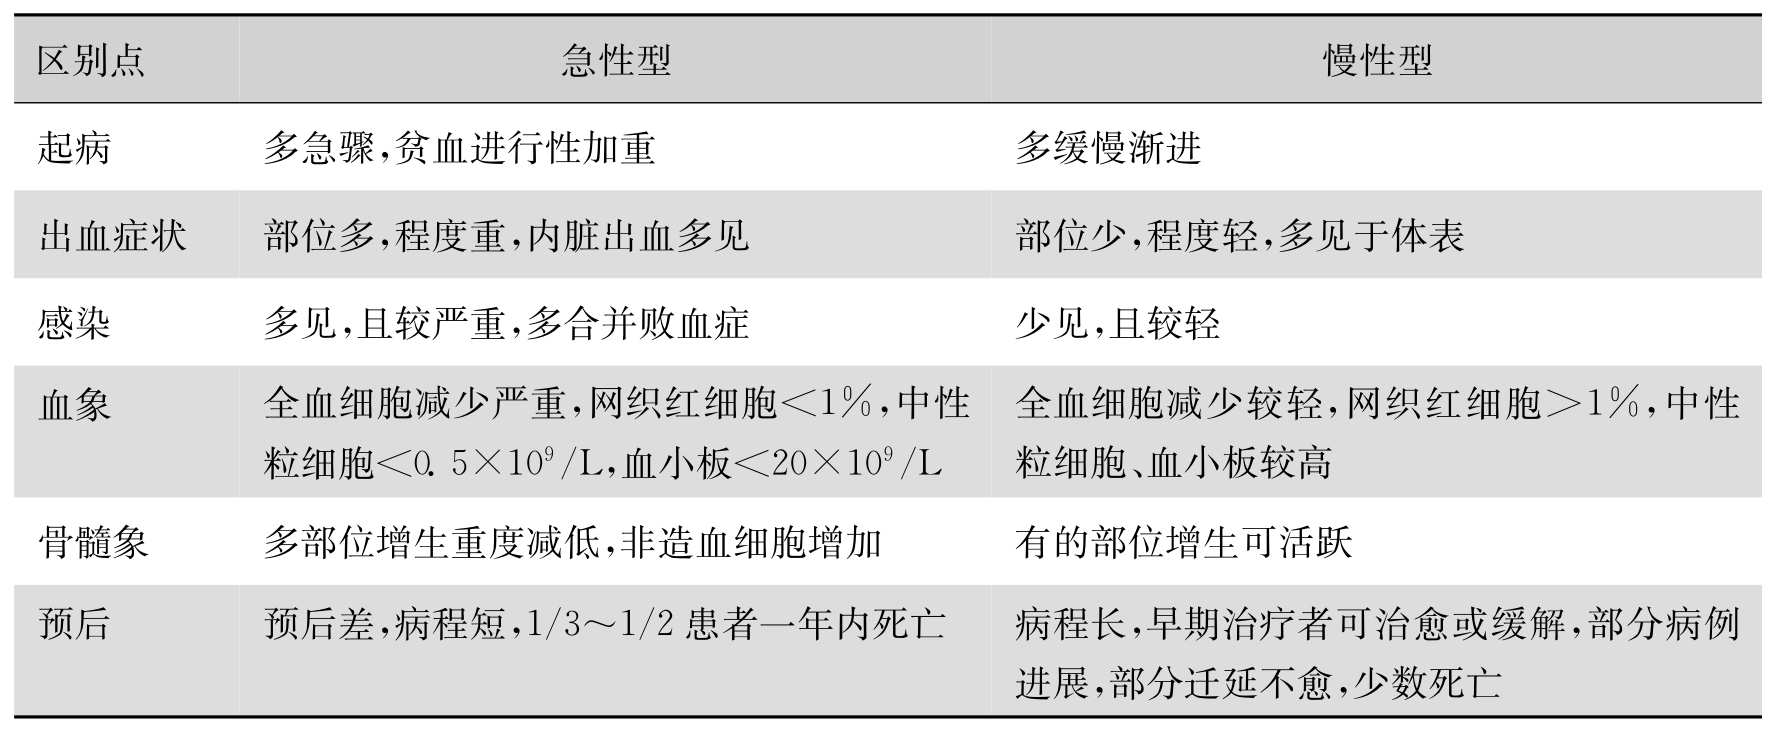 区别点 急性型 慢性型
起病 多急骤,贫血进行性加重 多缓慢渐进
出血症状 部位多,程度重,内脏出血多见 部位少,程度轻,多见于体表
感染 多见,且较严重,多合并败血症 少见,且较轻
血象 全血细胞减少严重,网织红细胞<1%,中性 全血细胞减少较轻,网织红细胞>1%,中性
粒细胞<0.5×10⁹/L,血小板<20×10⁹/L 粒细胞、血小板较高
骨髓象 多部位增生重度减低,非造血细胞增加 有的部位增生可活跃
预后 预后差,病程短,1/3~1/2患者一年内死亡 病程长,早期治疗者可治愈或缓解,部分病例
进展,部分迁延不愈,少数死亡